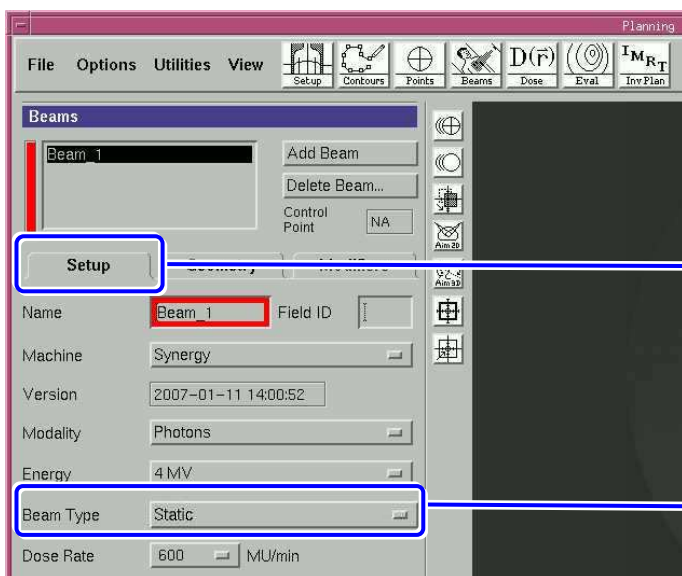 Planning
File Options Utilities View
Setup Contours Points Beams D(r⃗) Dose Eval IMRT Inv Plan
Beams
Beam_1 Add Beam
Delete Beam...
Control Point NA
Aim 2D
Setup Geometry Modifiers
Aim 3D
Name Beam_1 Field ID
Machine Synergy
Version 2007-01-11 14:00:52
Modality Photons
Energy 4 MV
Beam Type Static
Dose Rate 600 MU/min